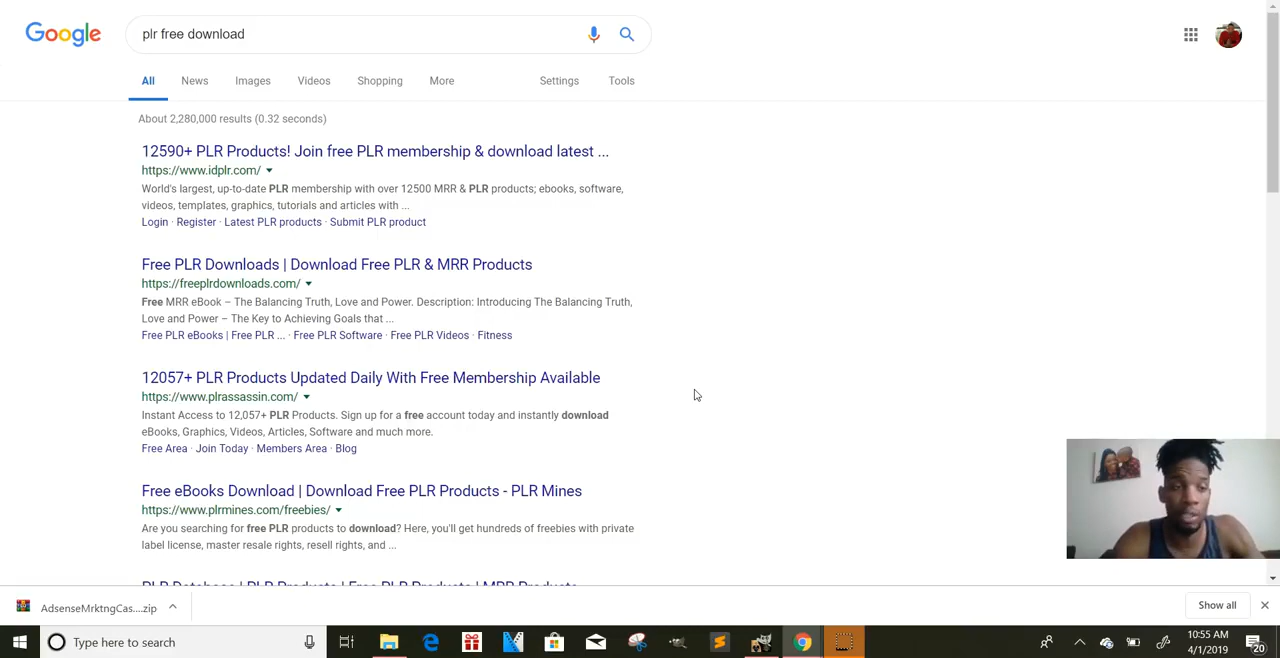 Google
plr free download
All News Images Videos Shopping More Settings Tools
About 2,280,000 results (0.32 seconds)
12590+ PLR Products! Join free PLR membership & download latest ...
https://www.idplr.com/
World's largest, up-to-date PLR membership with over 12500 MRR & PLR products; ebooks, software,
videos, templates, graphics, tutorials and articles with ...
Login · Register · Latest PLR products · Submit PLR product
Free PLR Downloads | Download Free PLR & MRR Products
https://freeplrdownloads.com/
Free MRR eBook – The Balancing Truth, Love and Power. Description: Introducing The Balancing Truth,
Love and Power – The Key to Achieving Goals that ...
Free PLR eBooks | Free PLR ... · Free PLR Software · Free PLR Videos · Fitness
12057+ PLR Products Updated Daily With Free Membership Available
https://www.plrassassin.com/
Instant Access to 12,057+ PLR Products. Sign up for a free account today and instantly download
eBooks, Graphics, Videos, Articles, Software and much more.
Free Area · Join Today · Members Area · Blog
Free eBooks Download | Download Free PLR Products - PLR Mines
https://www.plrmines.com/freebies/
Are you searching for free PLR products to download? Here, you'll get hundreds of freebies with private
label license, master resale rights, resell rights, and ...
PLR Database | PLR Products | Free PLR Products | MRR Products
AdsenseMrktngCas....zip
Show all
Type here to search
10:55 AM
4/1/2019
20